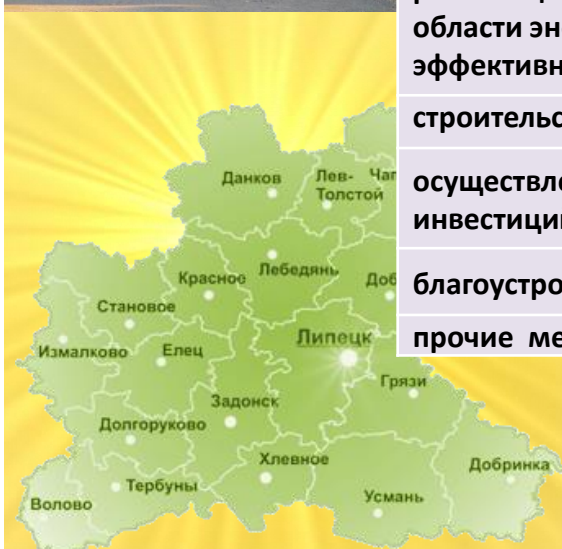 области эн
эффективн
строительс
осуществл
инвестици
благоустро
прочие ме
Данков
Лев-
Толстой
Чап
Красное
Лебедянь
Доб
Становое
Измалково
Елец
Липецк
Грязи
Задонск
Долгоруково
Хлевное
Добринка
Тербуны
Усмань
Волово